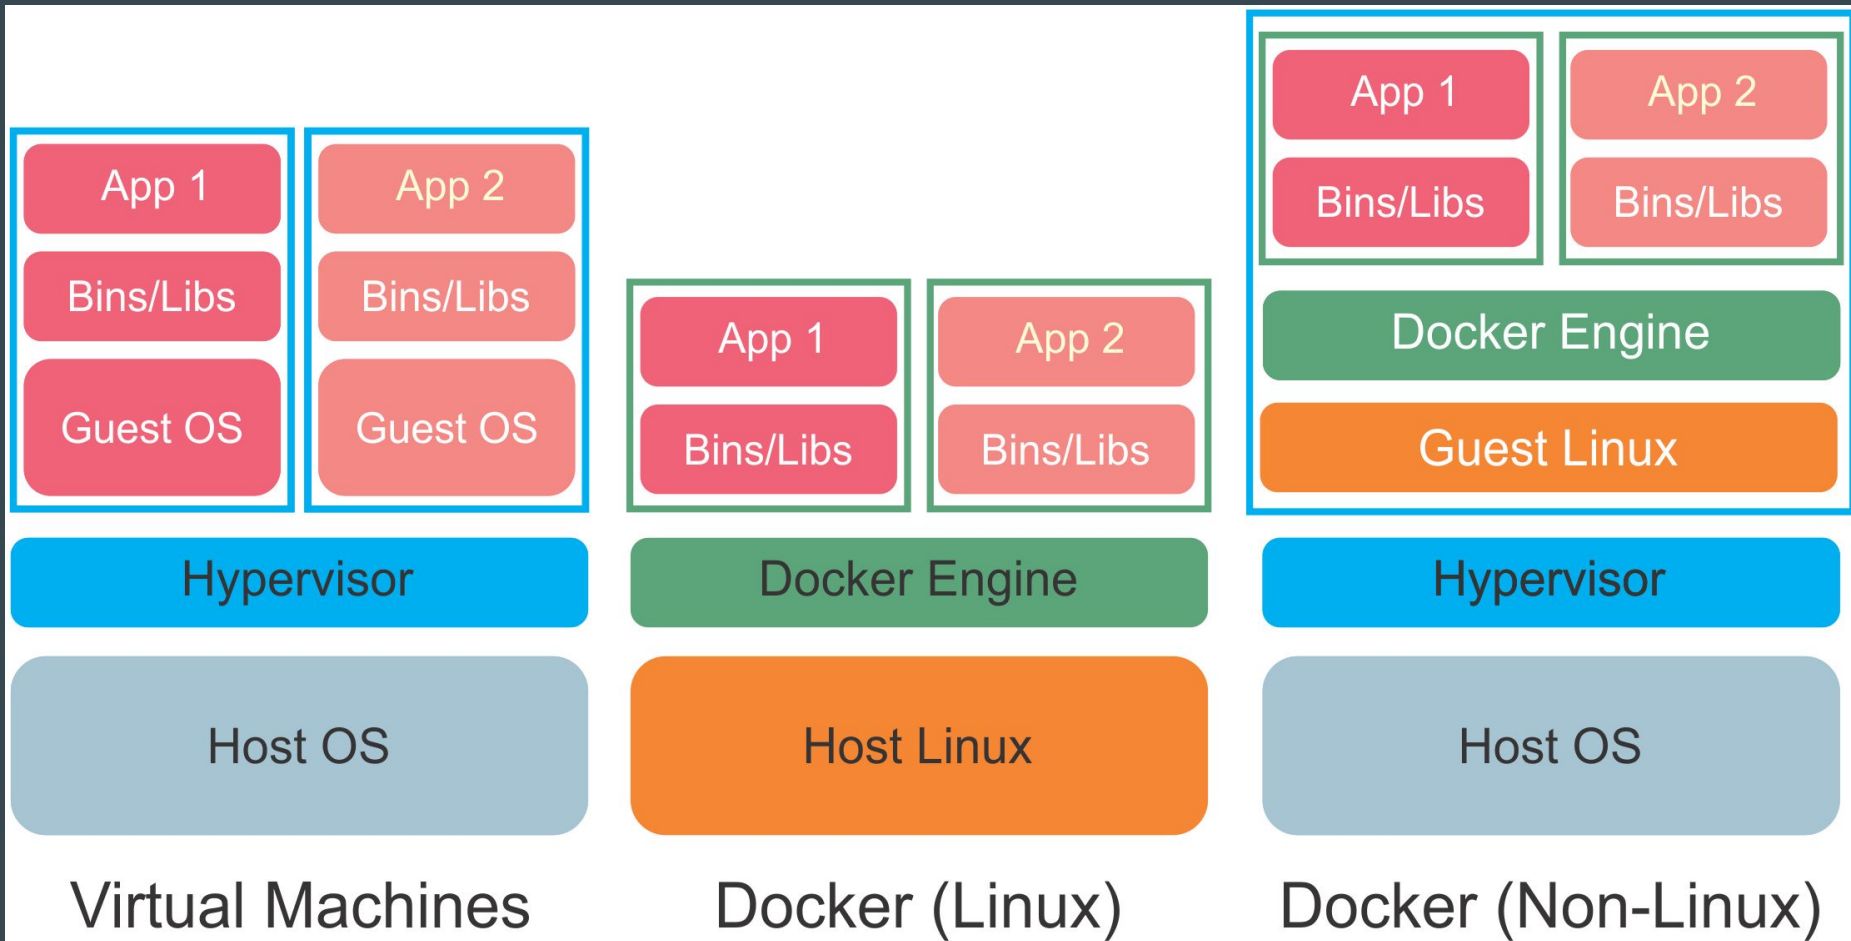 App 1
App 2
Bins/Libs
Bins/Libs
Guest OS
Guest OS
Hypervisor
Host OS
Virtual Machines
App 1
App 2
Bins/Libs
Bins/Libs
Docker Engine
Host Linux
Docker (Linux)
App 1
App 2
Bins/Libs
Bins/Libs
Docker Engine
Guest Linux
Hypervisor
Host OS
Docker (Non-Linux)